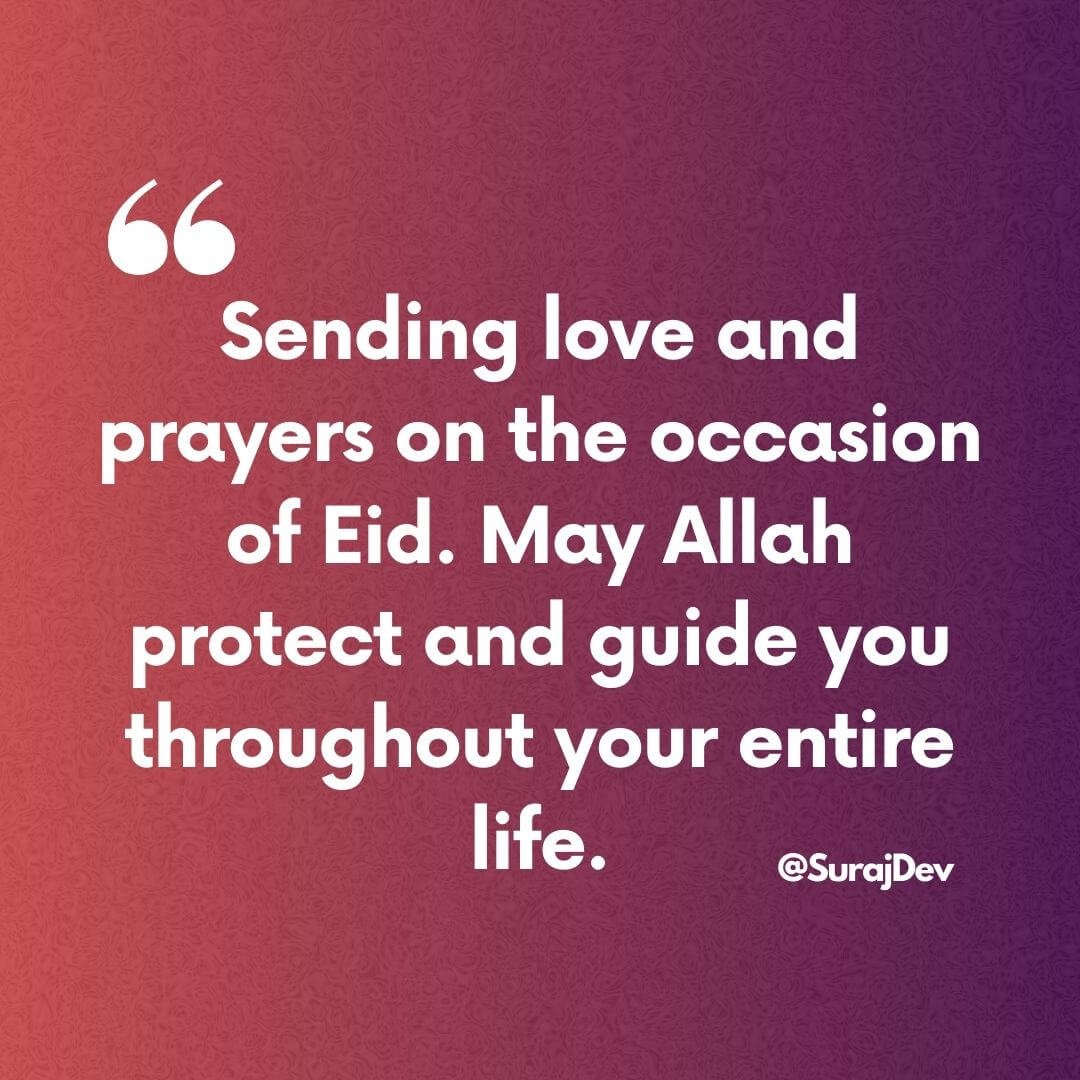 “
Sending love and
prayers on the occasion
of Eid. May Allah
protect and guide you
throughout your entire
life.
@SurajDev